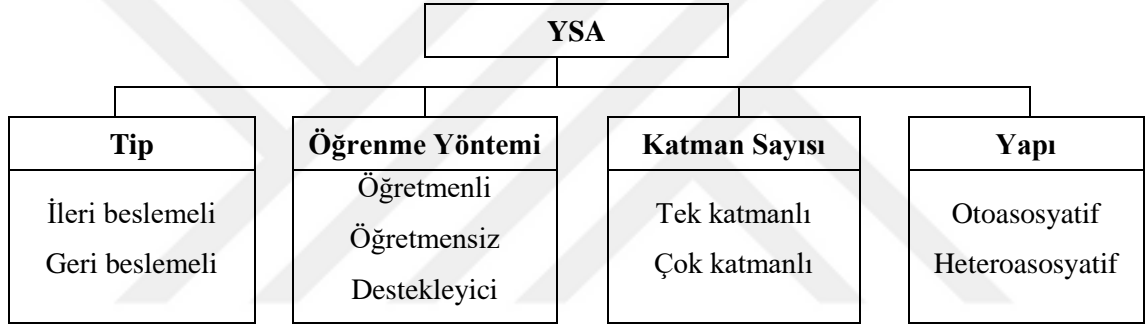 YSA
Tip
İleri beslemeli
Geri beslemeli
Öğrenme Yöntemi
Öğretmenli
Öğretmensiz
Destekleyici
Katman Sayısı
Tek katmanlı
Çok katmanlı
Yapı
Otoasosyatif
Heteroasosyatif